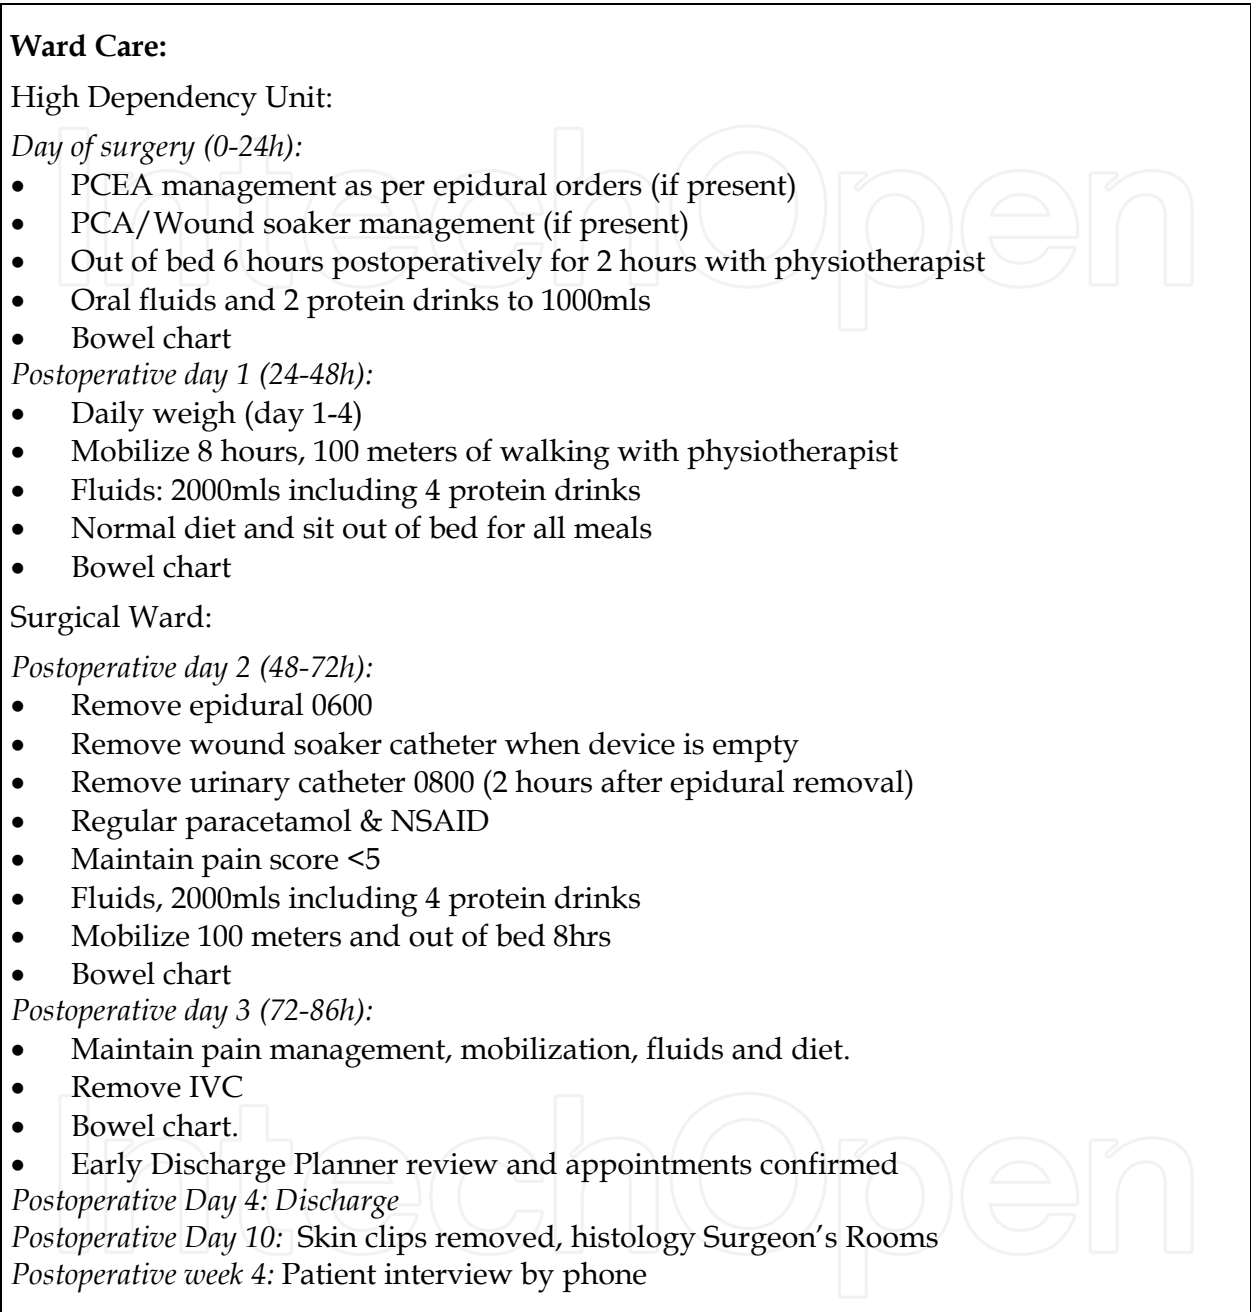 Ward Care:
High Dependency Unit:
Day of surgery (0-24h):
• PCEA management as per epidural orders (if present)
• PCA/Wound soaker management (if present)
• Out of bed 6 hours postoperatively for 2 hours with physiotherapist
• Oral fluids and 2 protein drinks to 1000mls
• Bowel chart
Postoperative day 1 (24-48h):
• Daily weigh (day 1-4)
• Mobilize 8 hours, 100 meters of walking with physiotherapist
• Fluids: 2000mls including 4 protein drinks
• Normal diet and sit out of bed for all meals
• Bowel chart
Surgical Ward:
Postoperative day 2 (48-72h):
• Remove epidural 0600
• Remove wound soaker catheter when device is empty
• Remove urinary catheter 0800 (2 hours after epidural removal)
• Regular paracetamol & NSAID
• Maintain pain score <5
• Fluids, 2000mls including 4 protein drinks
• Mobilize 100 meters and out of bed 8hrs
• Bowel chart
Postoperative day 3 (72-86h):
• Maintain pain management, mobilization, fluids and diet.
• Remove IVC
• Bowel chart.
• Early Discharge Planner review and appointments confirmed
Postoperative Day 4: Discharge
Postoperative Day 10: Skin clips removed, histology Surgeon's Rooms
Postoperative week 4: Patient interview by phone
IntechOpen
IntechOpen